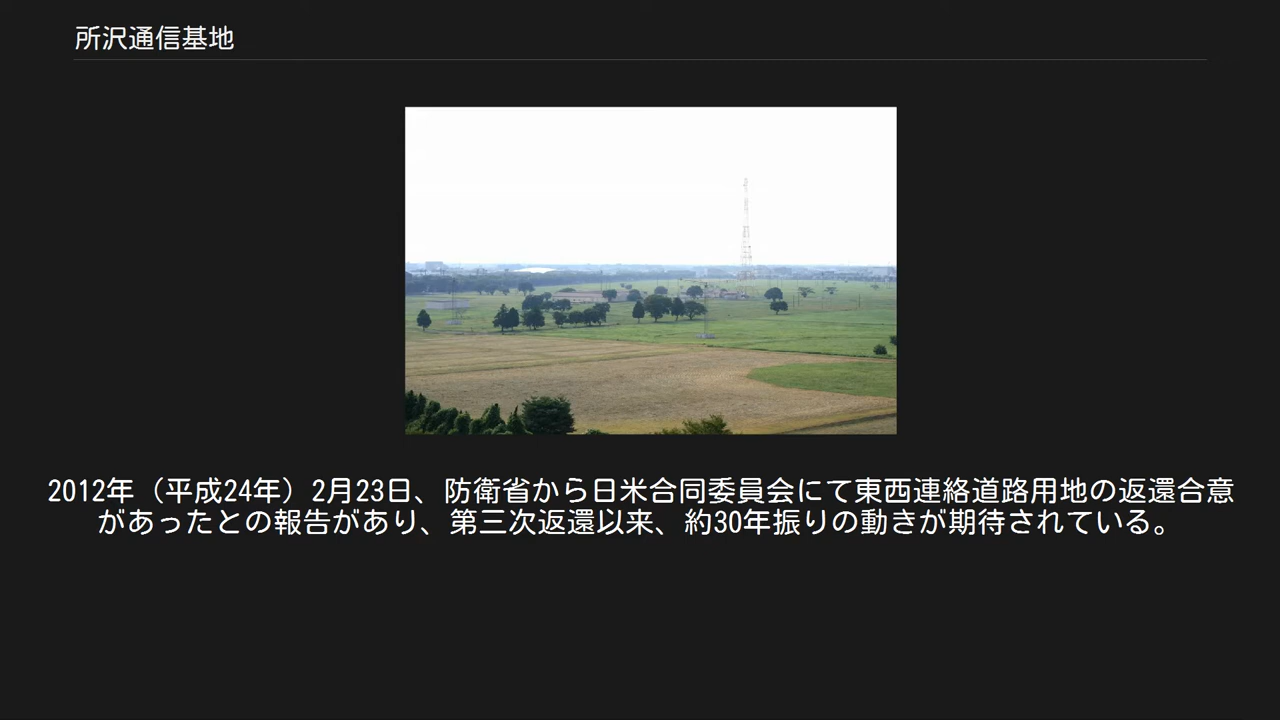 所沢通信基地
2012年（平成24年）2月23日、防衛省から日米合同委員会にて東西連絡道路用地の返還合意
があったとの報告があり、第三次返還以来、約30年振りの動きが期待されている。